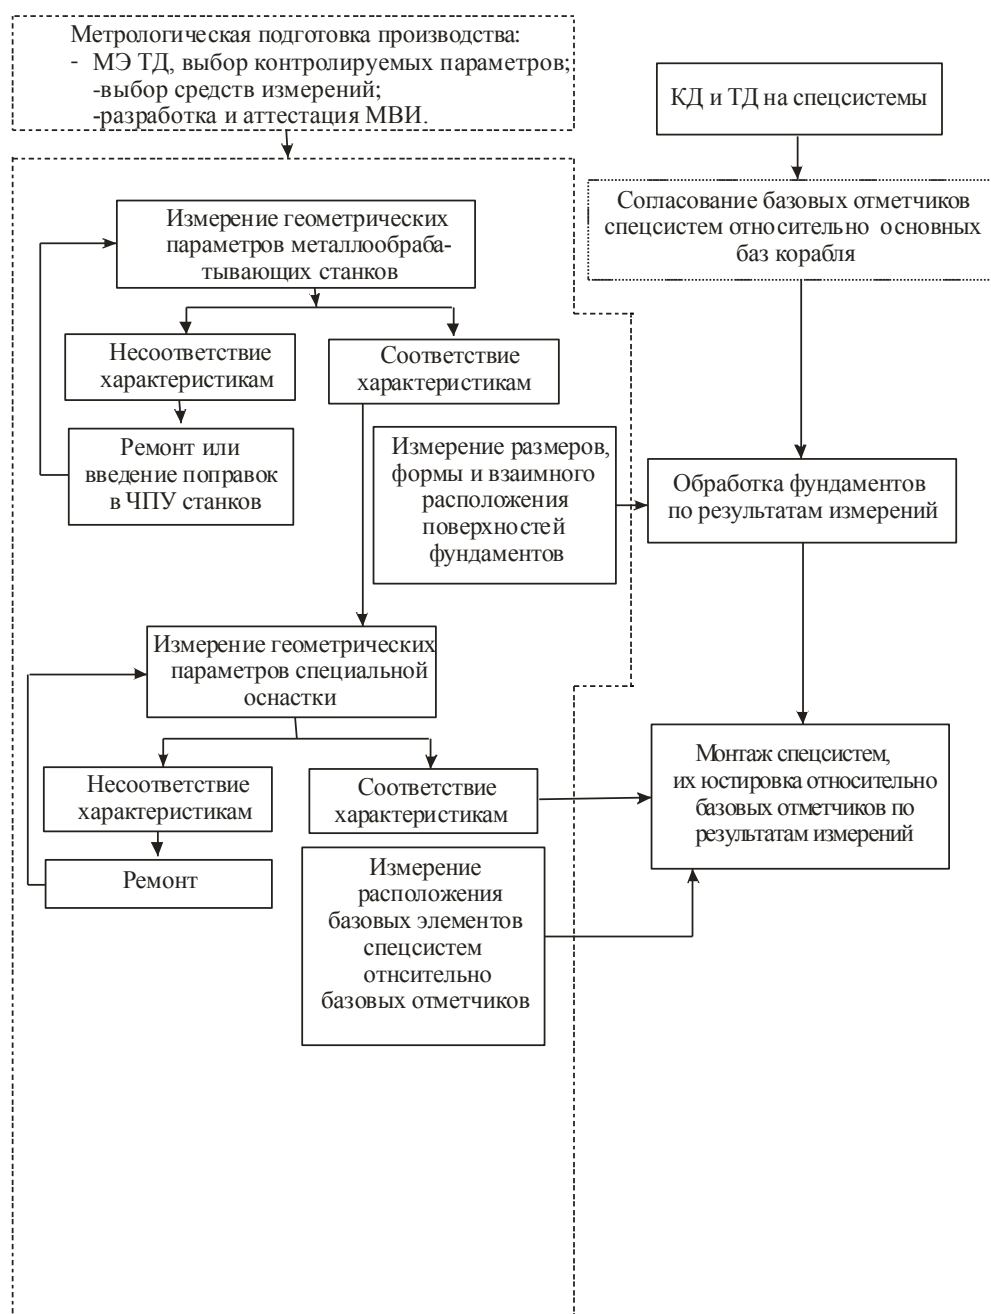 Метрологическая подготовка производства:
- МЭ ТД, выбор контролируемых параметров;
-выбор средств измерений;
-разработка и аттестация МВИ.
КД и ТД на спецсистемы
Согласование базовых отметчиков
спецсистем относительно основных
баз корабля
Измерение геометрических
параметров металлообраба-
тывающих станков
Несоответствие
характеристикам
Соответствие
характеристикам
Ремонт или
введение поправок
в ЧПУ станков
Измерение размеров,
формы и взаимного
расположения
поверхностей
фундаментов
Обработка фундаментов
по результатам измерений
Измерение геометрических
параметров специальной
оснастки
Несоответствие
характеристикам
Соответствие
характеристикам
Монтаж спецсистем,
их юстировка относительно
базовых отметчиков по
результатам измерений
Ремонт
Измерение
расположения
базовых элементов
спецсистем
отнсительно
базовых отметчиков